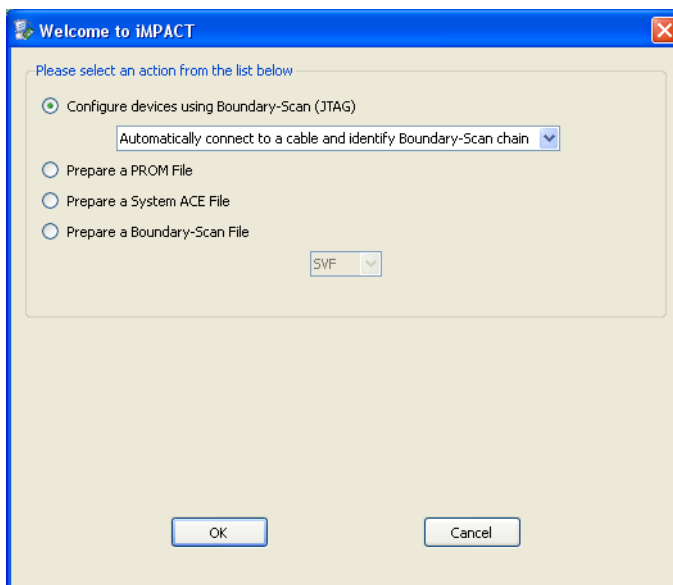 Welcome to iMPACT
Please select an action from the list below
Configure devices using Boundary-Scan (JTAG)
Automatically connect to a cable and identify Boundary-Scan chain
Prepare a PROM File
Prepare a System ACE File
Prepare a Boundary-Scan File
SVF
OK Cancel